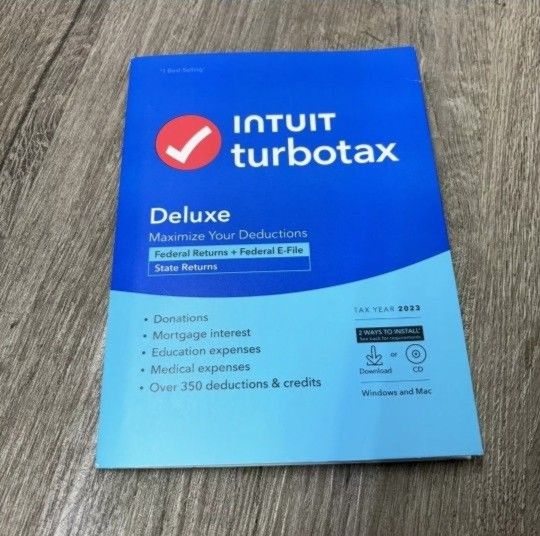 #1 Best-Selling
INTUIT
turbotax
Deluxe
Maximize Your Deductions
Federal Returns + Federal E-File
State Returns
• Donations
• Mortgage interest
• Education expenses
• Medical expenses
• Over 350 deductions & credits
TAX YEAR 2023
2 WAYS TO INSTALL*
See back for requirements
or
Download CD
Windows and Mac